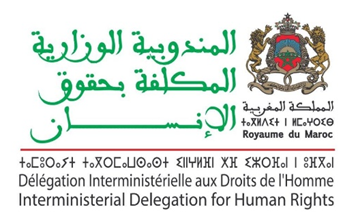 المندوبية الوزارية
المكلفة بحقوق
الإنسان
المملكة المغربية
ⵜⴰⴳⵍⴷⵉⵜ ⵏ ⵍⵎⵖⵔⵉⴱ
Royaume du Maroc
Délégation Interministérielle aux Droits de l'Homme
Interministerial Delegation for Human Rights